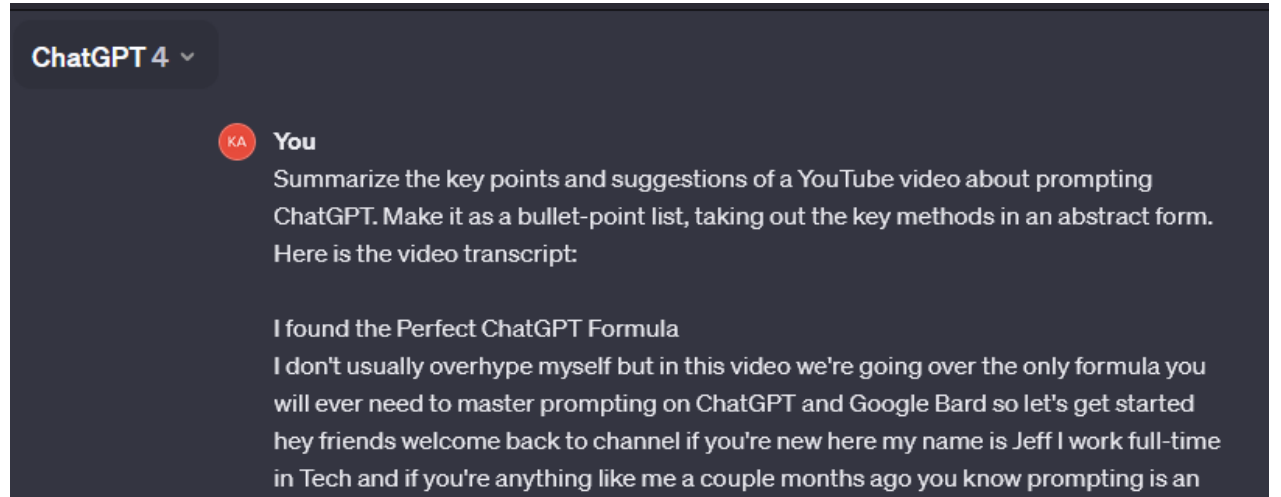 ChatGPT 4
KA
You
Summarize the key points and suggestions of a YouTube video about prompting
ChatGPT. Make it as a bullet-point list, taking out the key methods in an abstract form.
Here is the video transcript:
I found the Perfect ChatGPT Formula
I don't usually overhype myself but in this video we're going over the only formula you
will ever need to master prompting on ChatGPT and Google Bard so let's get started
hey friends welcome back to channel if you're new here my name is Jeff I work full-time
in Tech and if you're anything like me a couple months ago you know prompting is an